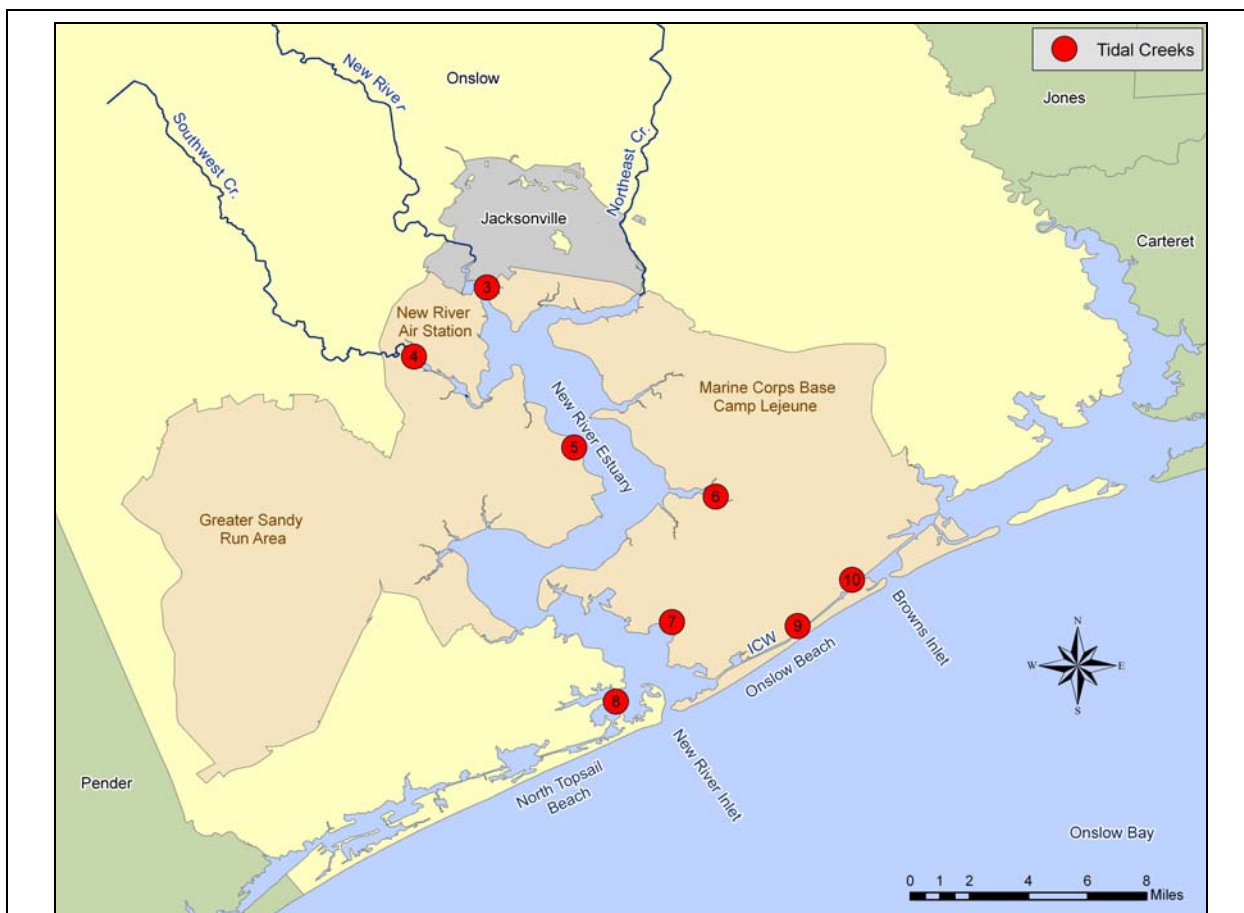 Tidal Creeks
Onslow
Jones
New River
Southwest Cr.
Northeast Cr.
Jacksonville
Carteret
3
New River
Air Station
4
Marine Corps Base
Camp Lejeune
New River Estuary
5
6
Greater Sandy
Run Area
10
Browns Inlet
7
9
ICW
Onslow Beach
N
W
E
S
8
New River Inlet
North Topsail
Beach
Pender
Onslow Bay
0 1 2 4 6 8
Miles